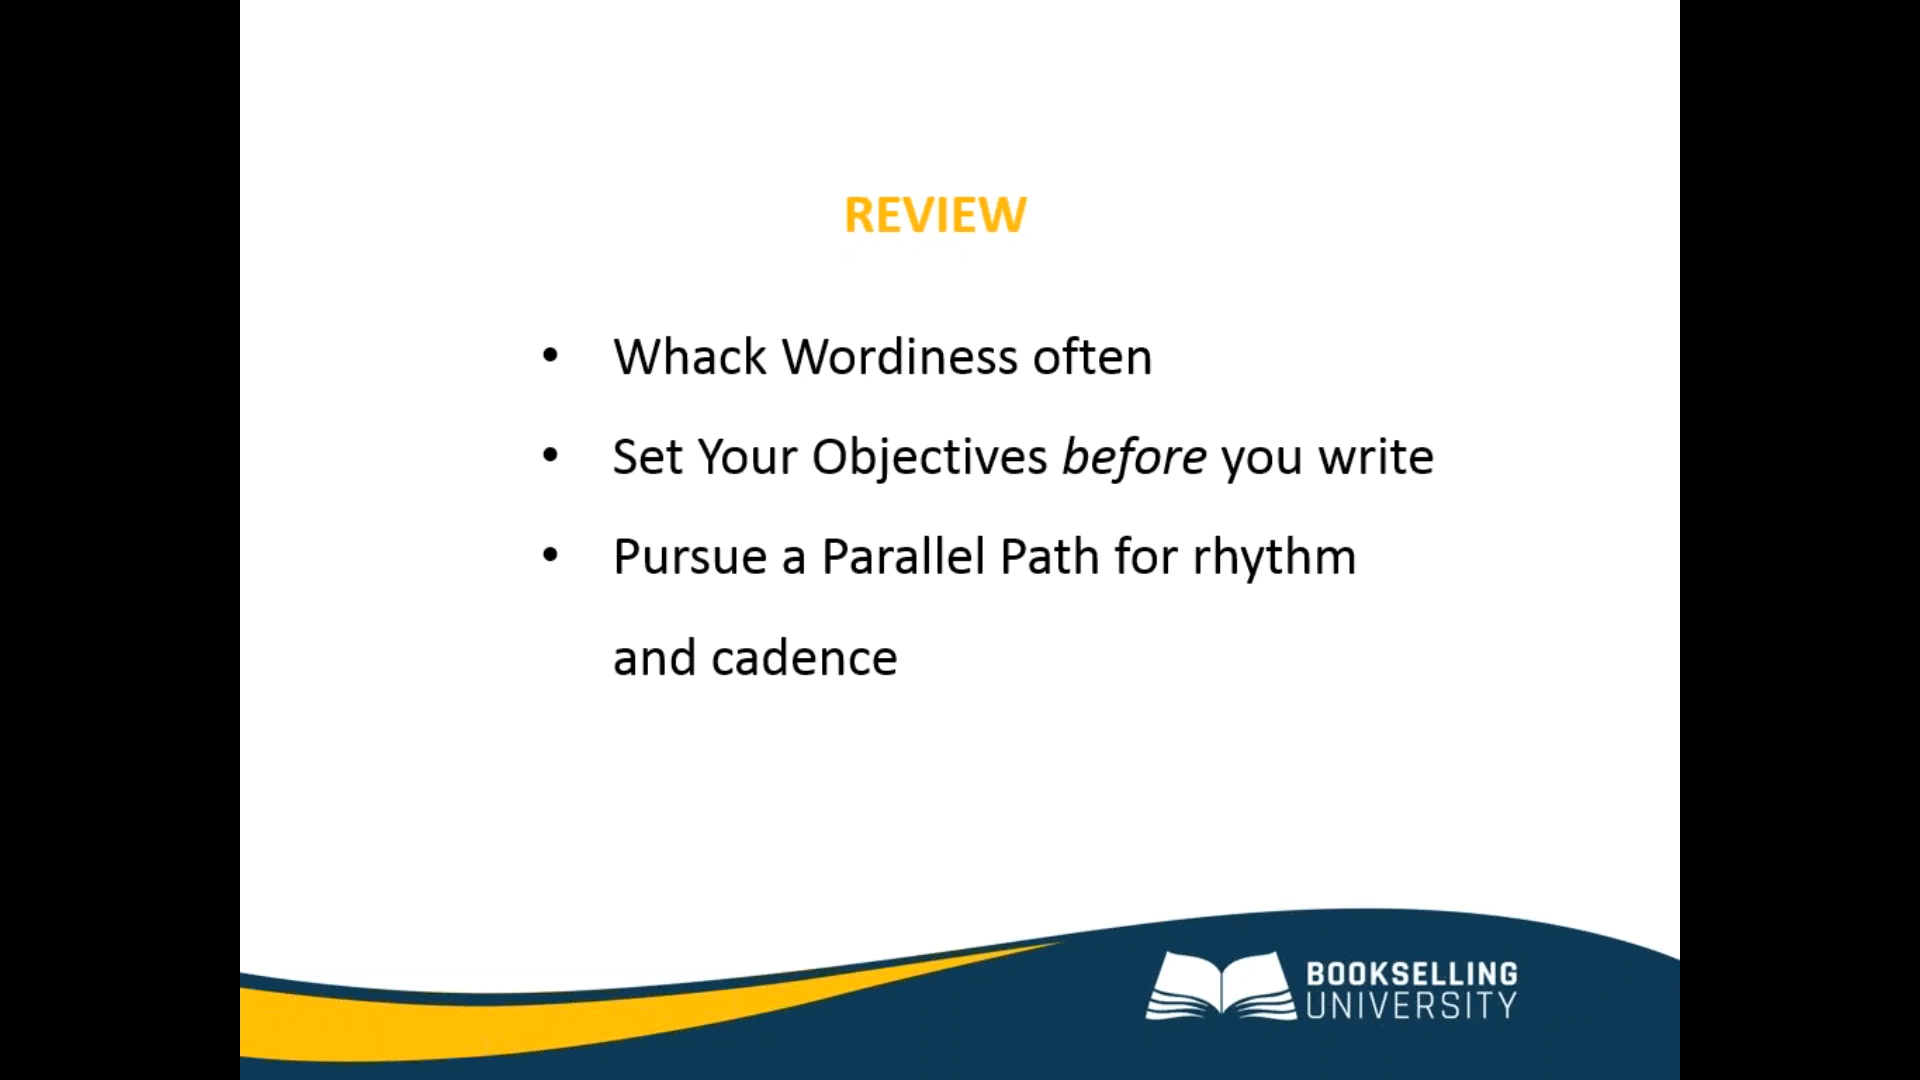 REVIEW
• Whack Wordiness often
• Set Your Objectives before you write
• Pursue a Parallel Path for rhythm
and cadence
BOOKSELLING
UNIVERSITY